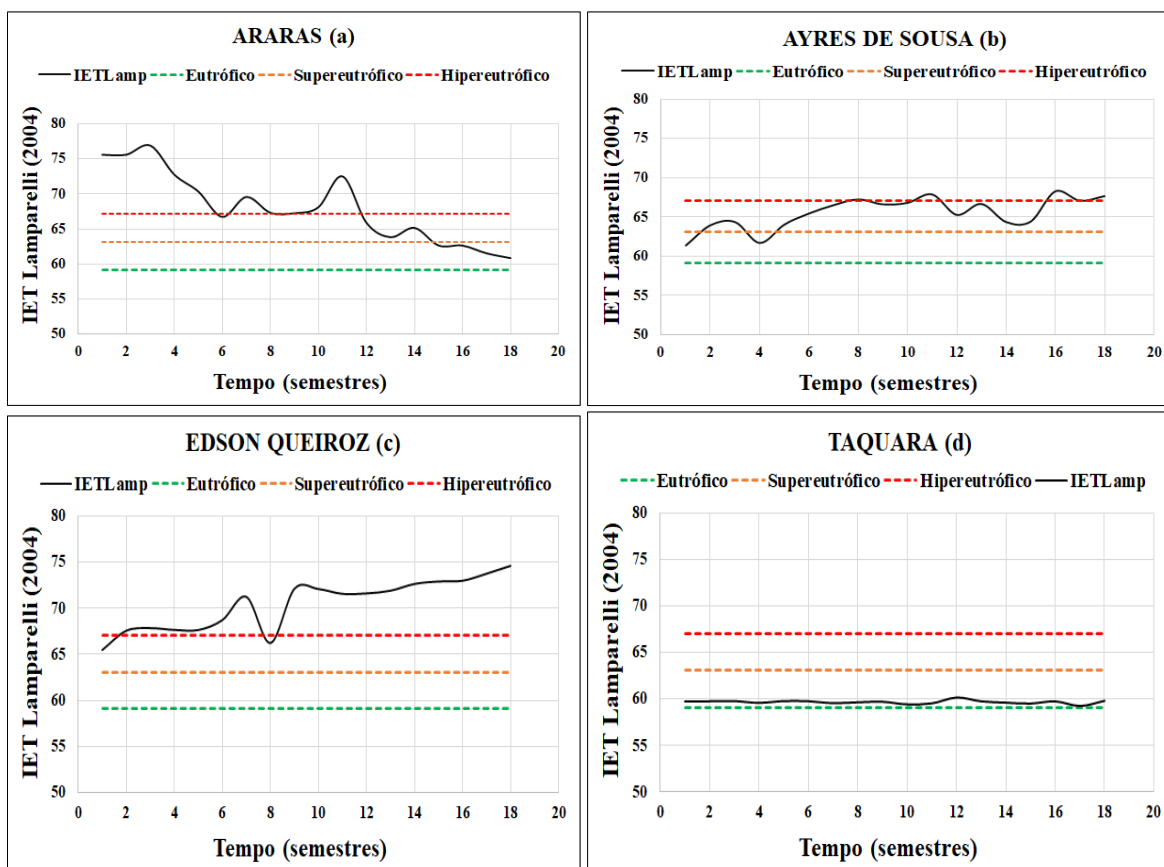 ARARAS (a)
IETLamp Eutrófico Supereutrófico Hipereutrófico
IET Lamparelli (2004)
80
75
70
65
60
55
50
0 2 4 6 8 10 12 14 16 18 20
Tempo (semestres)
AYRES DE SOUSA (b)
IETLamp Eutrófico Supereutrófico Hipereutrófico
IET Lamparelli (2004)
80
75
70
65
60
55
50
0 2 4 6 8 10 12 14 16 18 20
Tempo (semestres)
EDSON QUEIROZ (c)
IETLamp Eutrófico Supereutrófico Hipereutrófico
IET Lamparelli (2004)
80
75
70
65
60
55
50
0 2 4 6 8 10 12 14 16 18 20
Tempo (semestres)
TAQUARA (d)
Eutrófico Supereutrófico Hipereutrófico IETLamp
IET Lamparelli (2004)
80
75
70
65
60
55
50
0 2 4 6 8 10 12 14 16 18 20
Tempo (semestres)